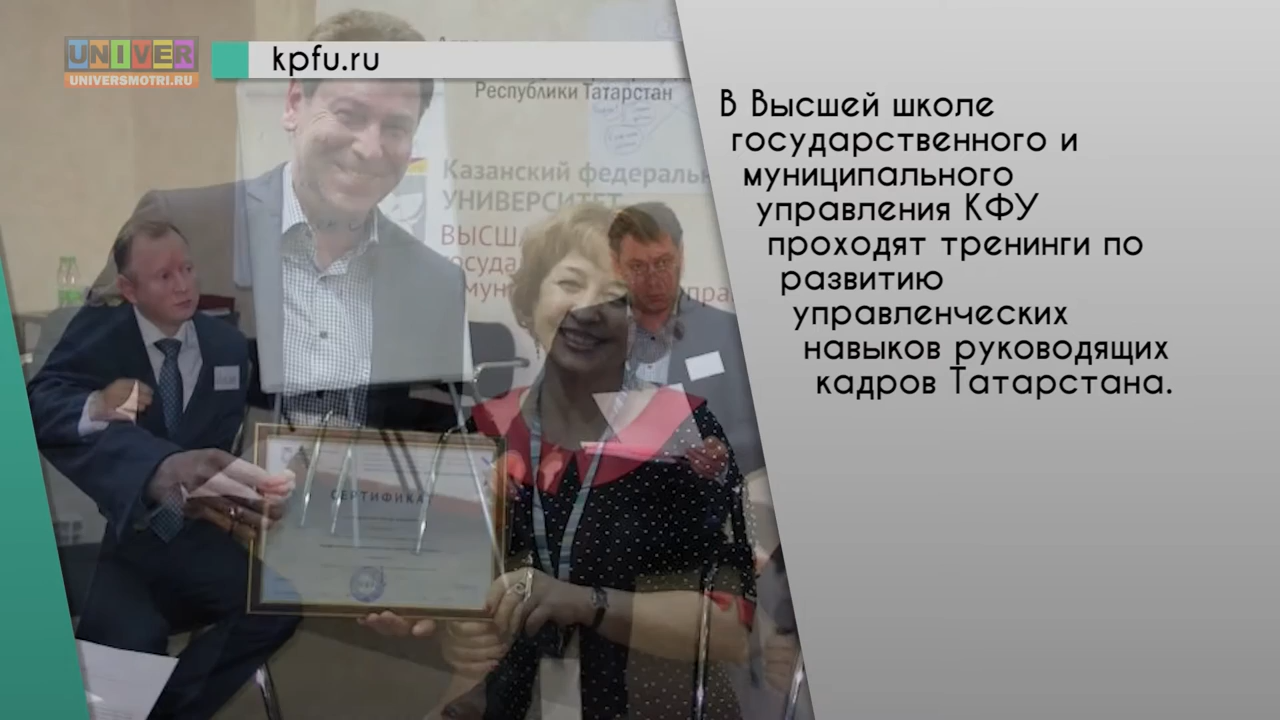 UNIVER
UNIVERSMOTRI.RU
kpfu.ru
Республики Татарстан
Казанский федеральн
УНИВЕРСИТЕТ
СЕРТИФИКАТ
В Высшей школе
государственного и
муниципального
управления КФУ
проходят тренинги по
развитию
управленческих
навыков руководящих
кадров Татарстана.